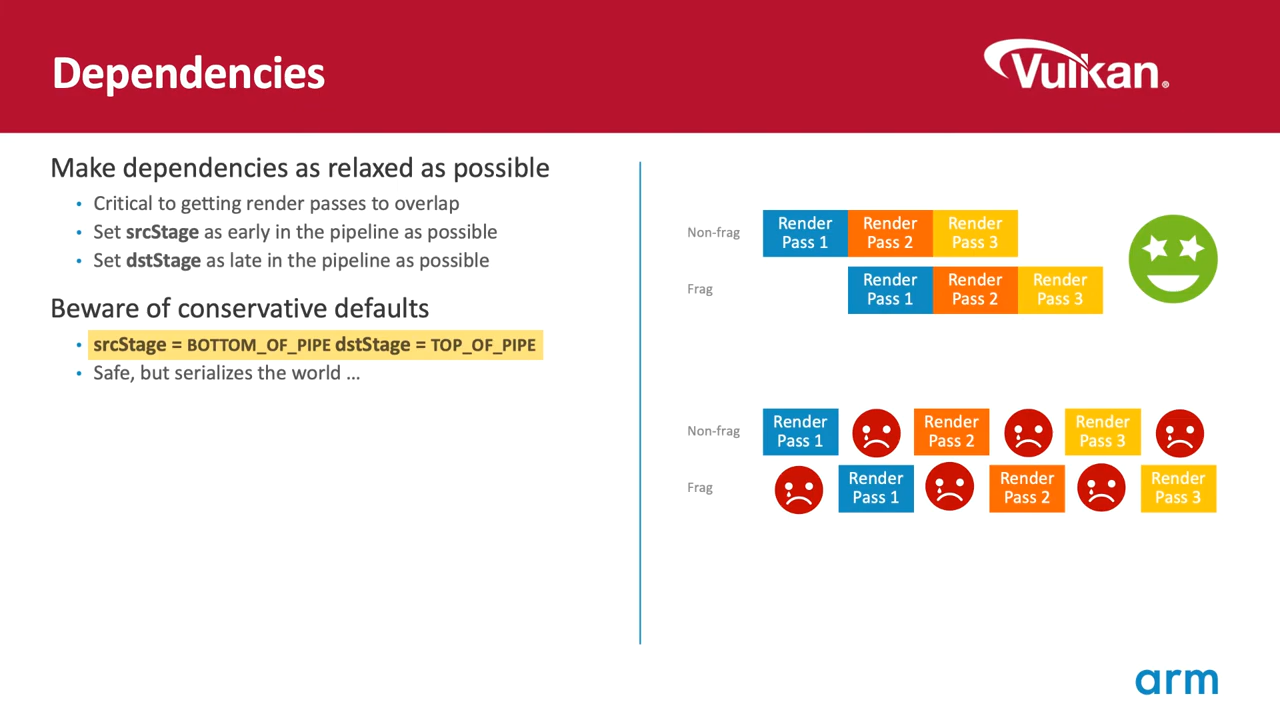 Dependencies
Vulkan®
Make dependencies as relaxed as possible
• Critical to getting render passes to overlap
• Set srcStage as early in the pipeline as possible
• Set dstStage as late in the pipeline as possible
Beware of conservative defaults
• srcStage = BOTTOM_OF_PIPE dstStage = TOP_OF_PIPE
• Safe, but serializes the world ...
Non-frag
Render
Pass 1
Render
Pass 2
Render
Pass 3
Frag
Render
Pass 1
Render
Pass 2
Render
Pass 3
Non-frag
Render
Pass 1
Render
Pass 2
Render
Pass 3
Frag
Render
Pass 1
Render
Pass 2
Render
Pass 3
arm